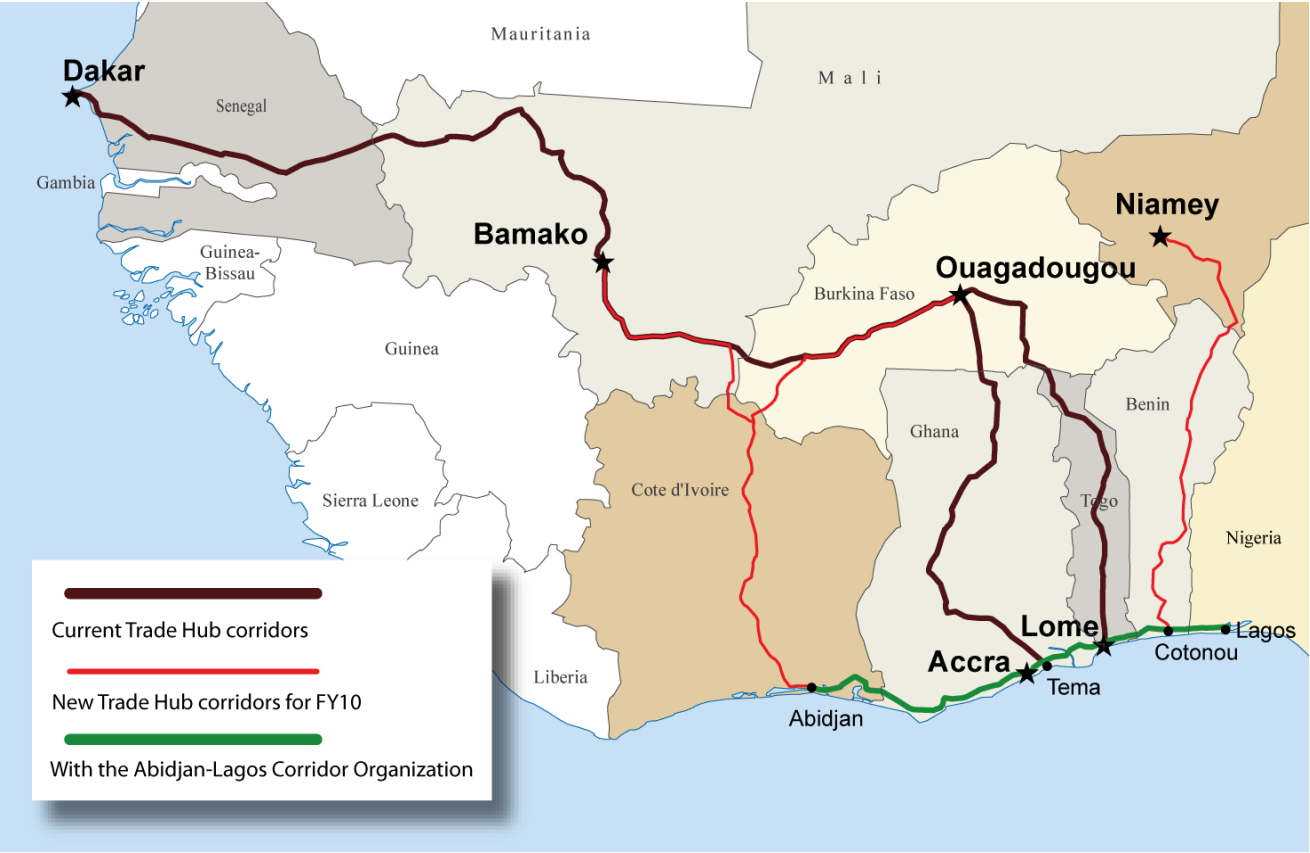 Mauritania
Dakar
Mali
Senegal
Gambia
Niamey
Bamako
Guinea-
Bissau
Ouagadougou
Burkina Faso
Guinea
Benin
Ghana
Cote d'Ivoire
Sierra Leone
Togo
Nigeria
Lome
Lagos
Cotonou
Accra
Liberia
Tema
Abidjan
Current Trade Hub corridors
New Trade Hub corridors for FY10
With the Abidjan-Lagos Corridor Organization